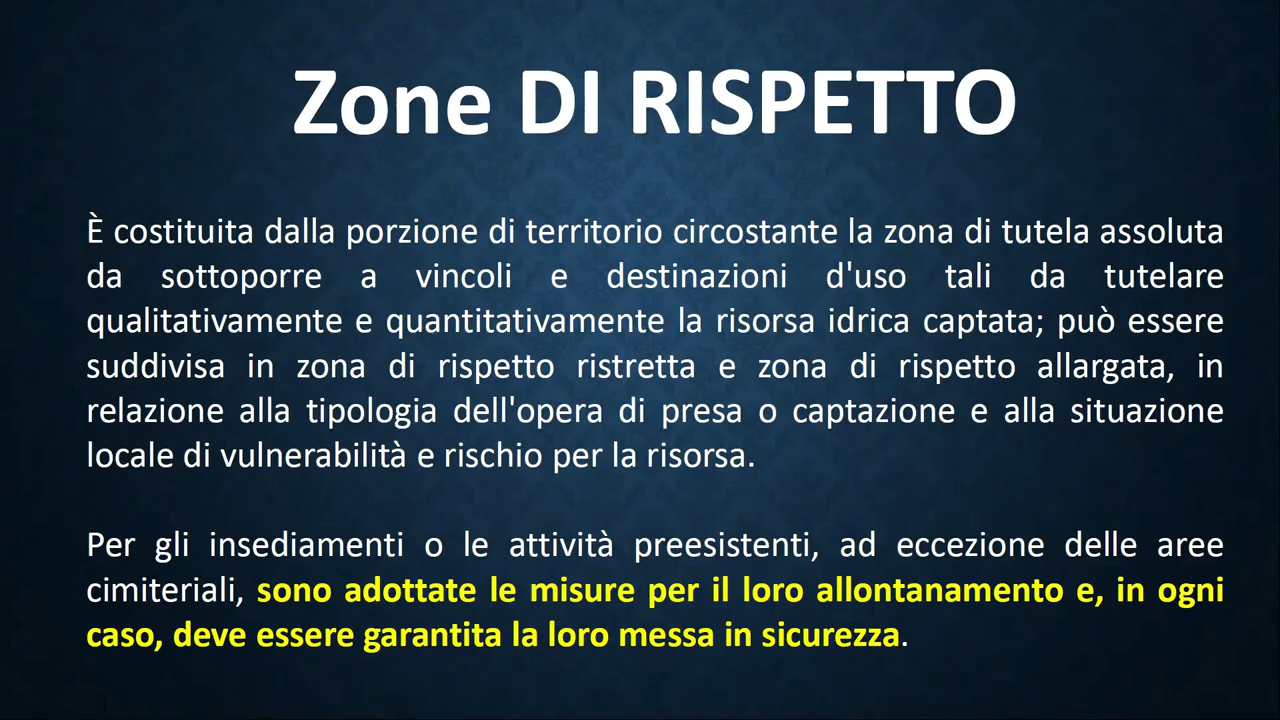 Zone DI RISPETTO
È costituita dalla porzione di territorio circostante la zona di tutela assoluta
da sottoporre a vincoli e destinazioni d'uso tali da tutelare
qualitativamente e quantitativamente la risorsa idrica captata; può essere
suddivisa in zona di rispetto ristretta e zona di rispetto allargata, in
relazione alla tipologia dell'opera di presa o captazione e alla situazione
locale di vulnerabilità e rischio per la risorsa.
Per gli insediamenti o le attività preesistenti, ad eccezione delle aree
cimiteriali, sono adottate le misure per il loro allontanamento e, in ogni
caso, deve essere garantita la loro messa in sicurezza.